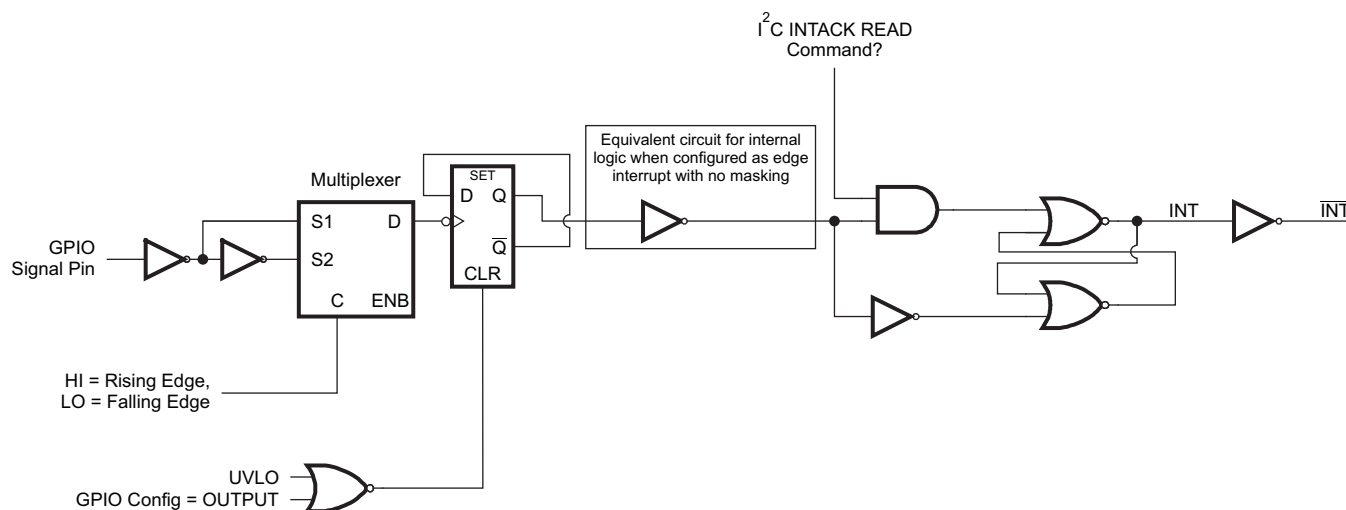 I²C INTACK READ
Command?
Equivalent circuit for internal
logic when configured as edge
interrupt with no masking
Multiplexer
SET
D Q
Q̅
CLR
S1 D
S2
C ENB
GPIO
Signal Pin
INT
I̅N̅T̅
HI = Rising Edge,
LO = Falling Edge
UVLO
GPIO Config = OUTPUT